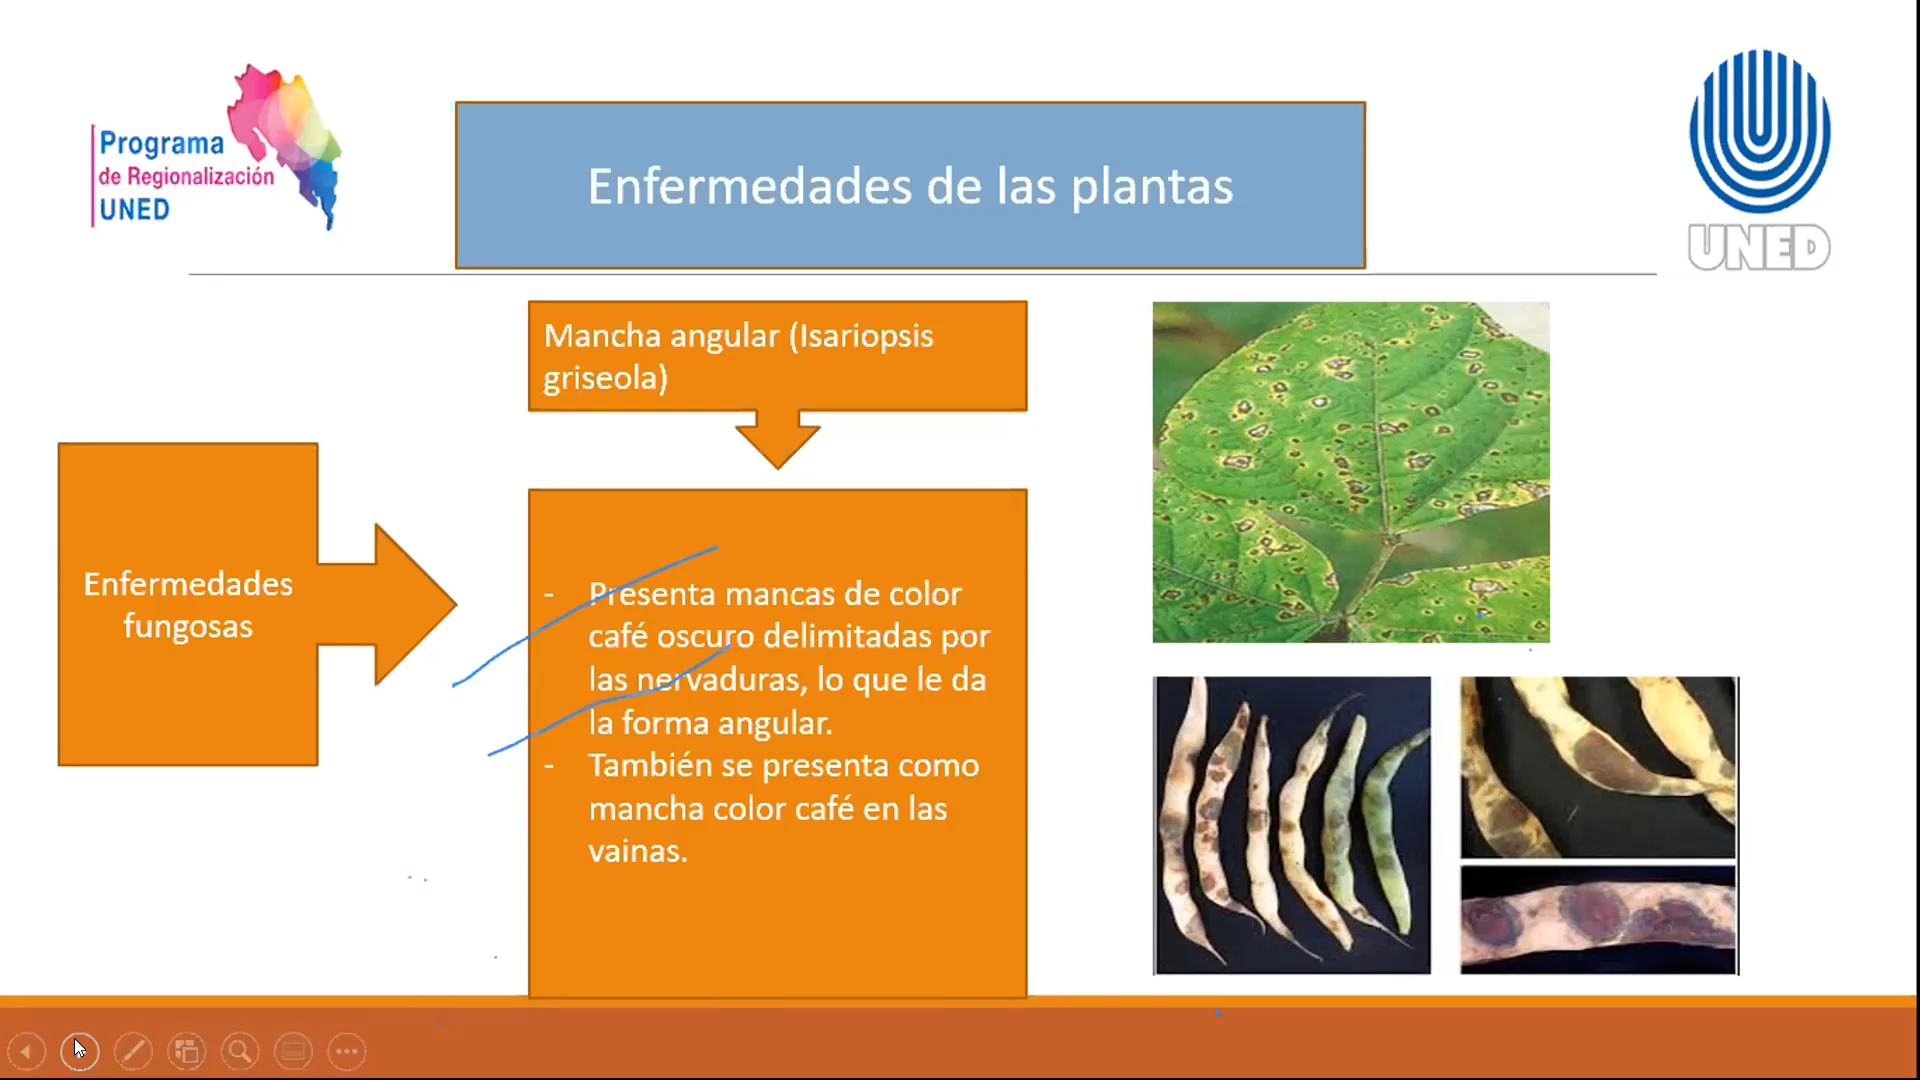 Programa
de Regionalización
UNED
Enfermedades de las plantas
UNED
Mancha angular (Isariopsis
griseola)
Enfermedades
fungosas
- Presenta mancas de color
café oscuro delimitadas por
las nervaduras, lo que le da
la forma angular.
- También se presenta como
mancha color café en las
vainas.